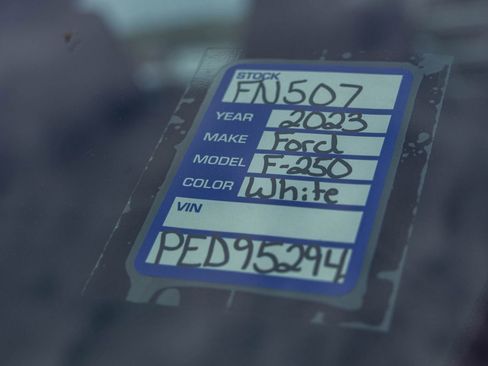 STOCK
FN507
YEAR 2023
MAKE Ford
MODEL F-250
COLOR White
VIN
PED95294